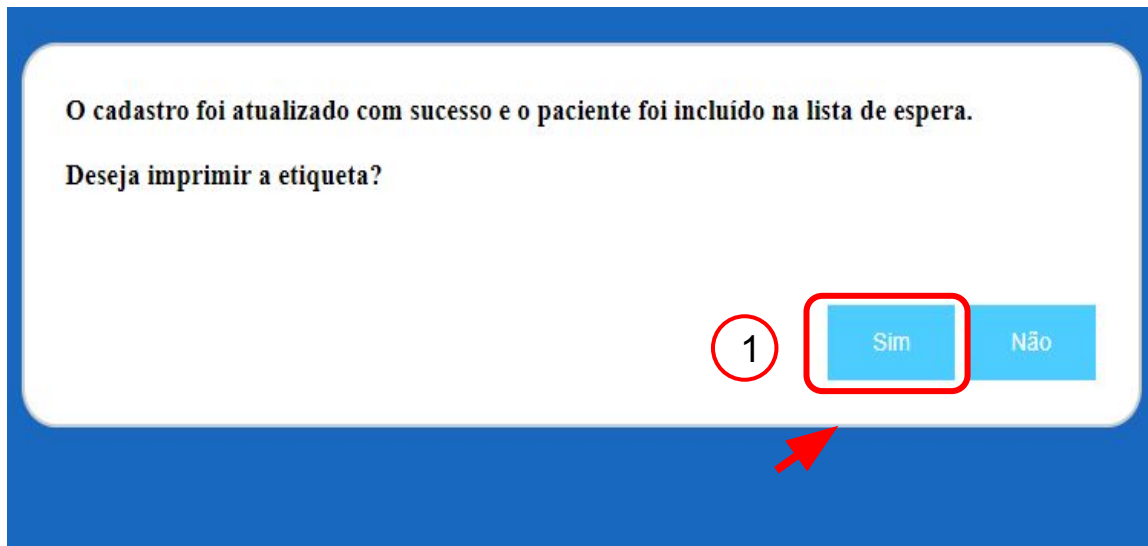 O cadastro foi atualizado com sucesso e o paciente foi incluído na lista de espera.
Deseja imprimir a etiqueta?
1
Sim
Não